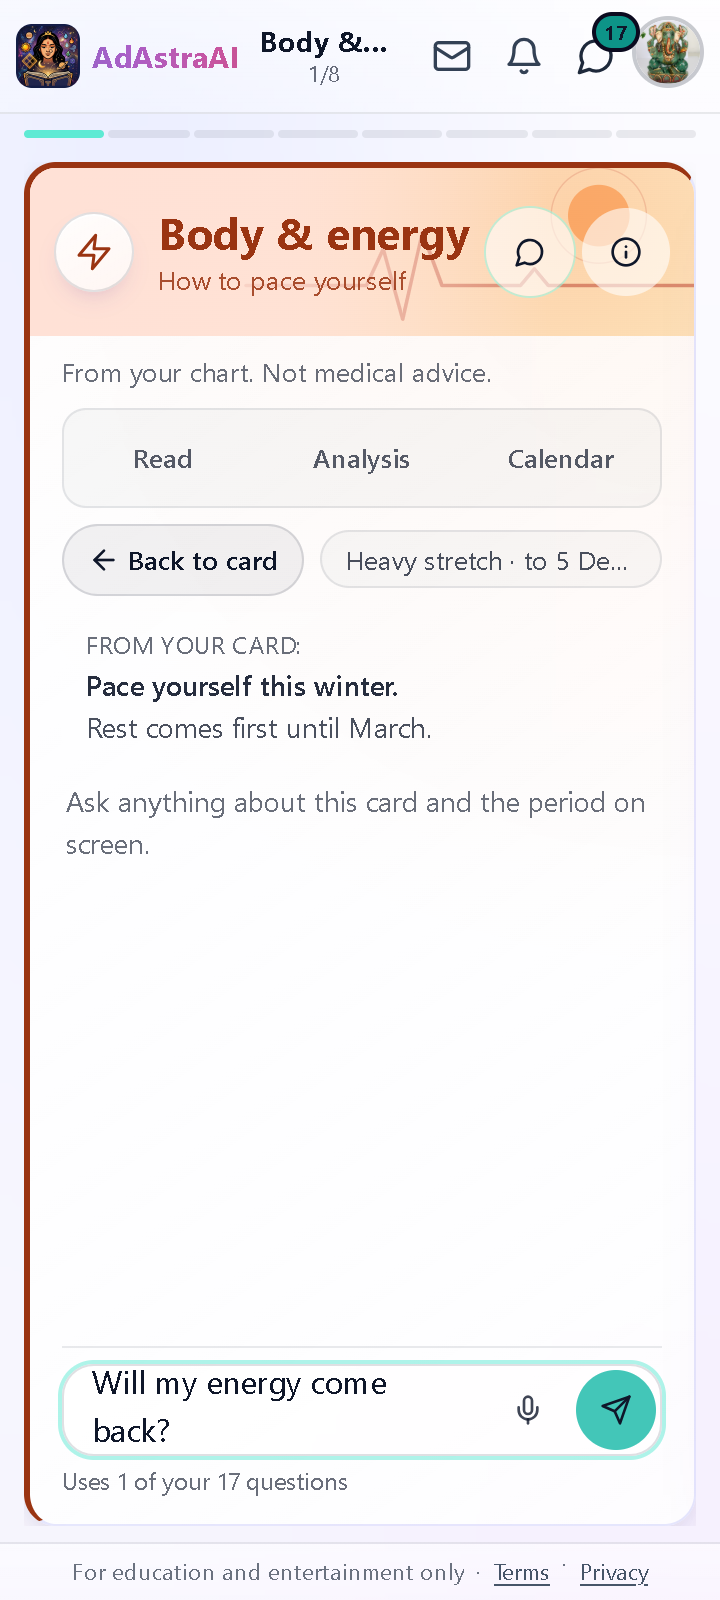 AdAstraAI
Body &...
1/8
17
Body & energy
How to pace yourself
From your chart. Not medical advice.
Read
Analysis
Calendar
Back to card
Heavy stretch · to 5 De...
FROM YOUR CARD:
Pace yourself this winter.
Rest comes first until March.
Ask anything about this card and the period on
screen.
Will my energy come
back?
Uses 1 of your 17 questions
For education and entertainment only · Terms · Privacy